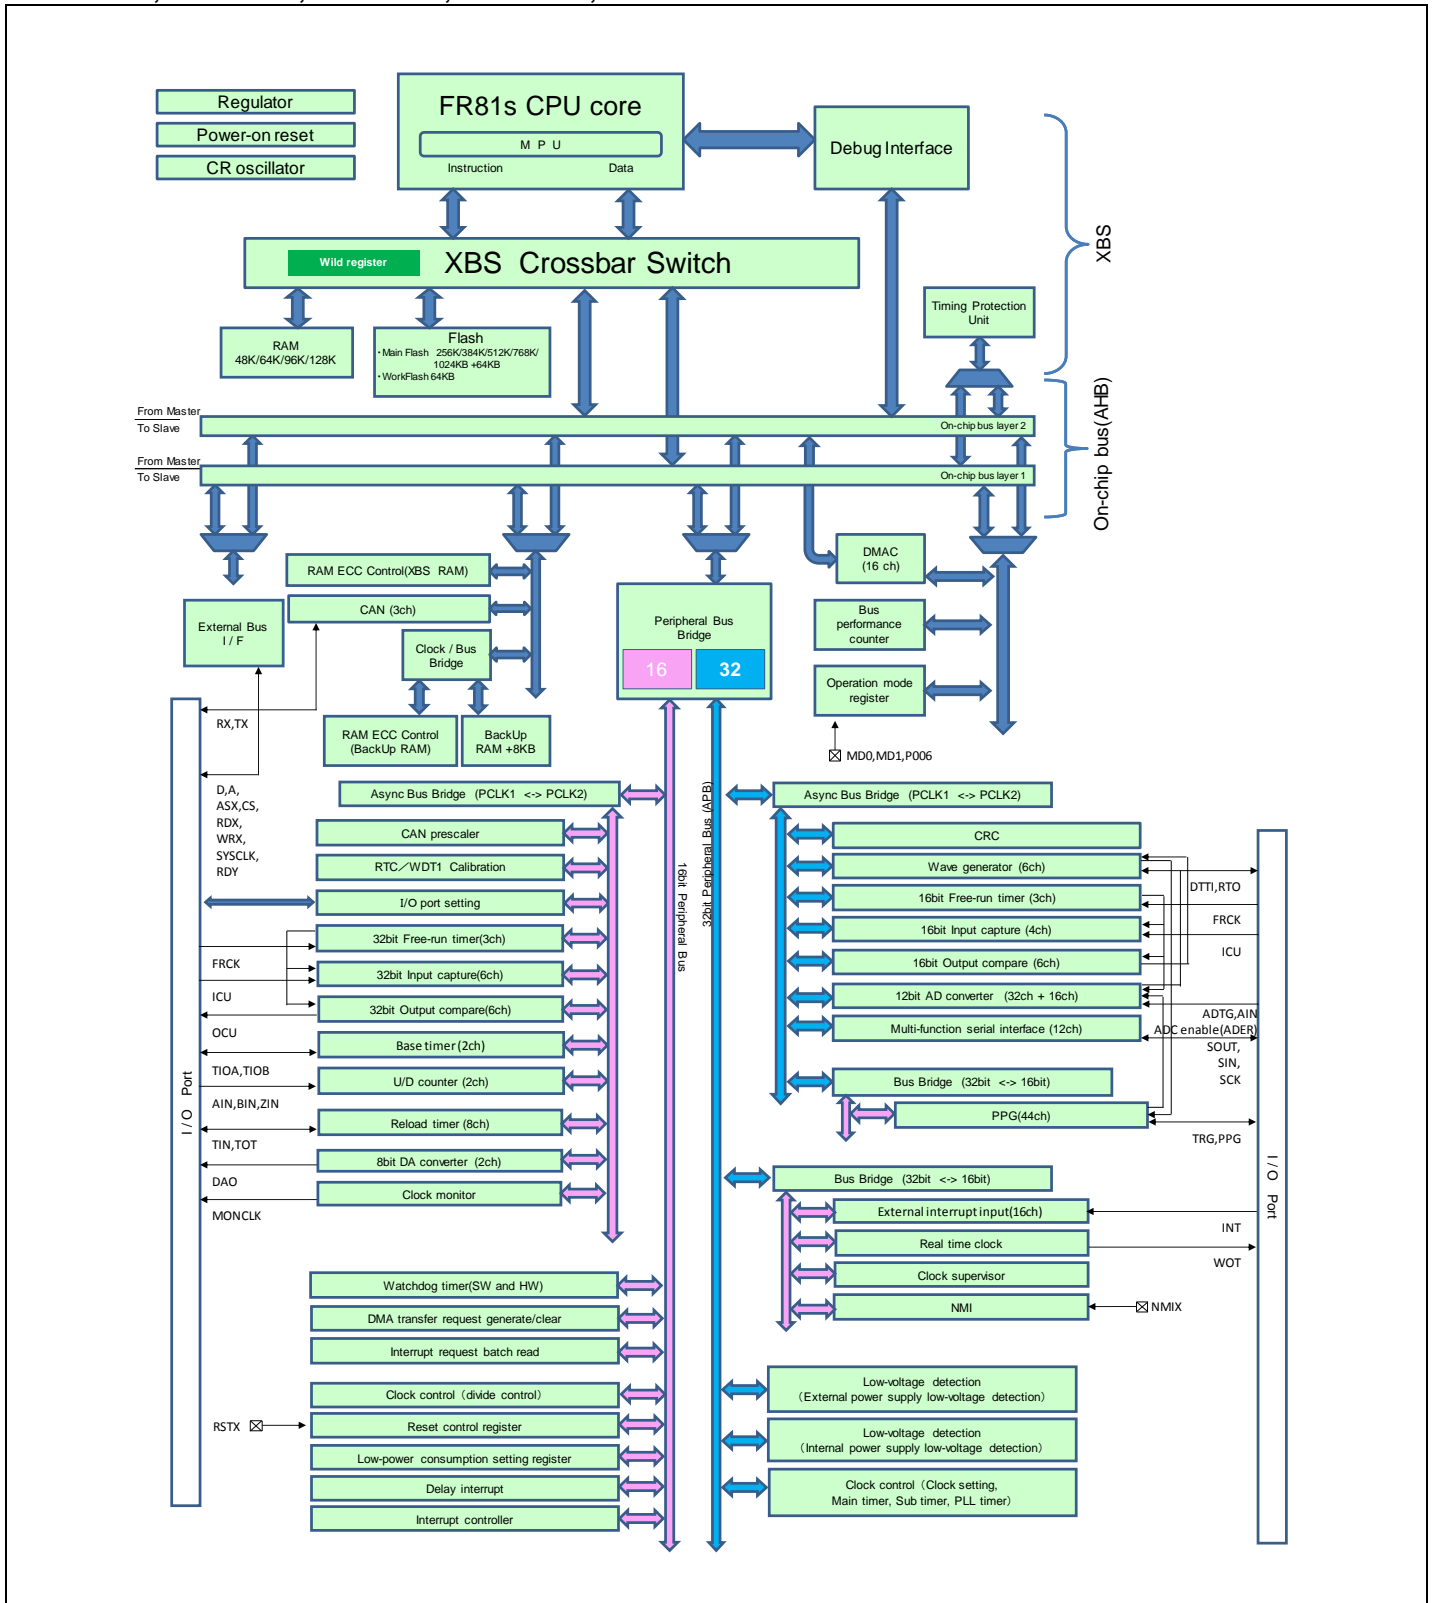 Regulator
Power-on reset
CR oscillator
FR81s CPU core
M P U
Instruction
Data
Debug Interface
XBS
Wild register
XBS Crossbar Switch
Timing Protection
Unit
RAM
48K/64K/96K/128K
Flash
・Main Flash 256K/384K/512K/768K/
1024KB +64KB
・WorkFlash 64KB
On-chip bus(AHB)
From Master
To Slave
On-chip bus layer 2
From Master
To Slave
On-chip bus layer 1
RAM ECC Control(XBS RAM)
CAN (3ch)
External Bus
I / F
Clock / Bus
Bridge
RAM ECC Control
(BackUp RAM)
BackUp
RAM +8KB
Peripheral Bus
Bridge
16
32
DMAC
(16 ch)
Bus
performance
counter
Operation mode
register
MD0,MD1,P006
I / O Port
RX,TX
D,A,
ASX,CS,
RDX,
WRX,
SYSCLK,
RDY
FRCK
ICU
OCU
TIOA,TIOB
AIN,BIN,ZIN
TIN,TOT
DAO
MONCLK
Async Bus Bridge (PCLK1 <-> PCLK2)
CAN prescaler
RTC／WDT1 Calibration
I/O port setting
32bit Free-run timer(3ch)
32bit Input capture(6ch)
32bit Output compare(6ch)
Base timer (2ch)
U/D counter (2ch)
Reload timer (8ch)
8bit DA converter (2ch)
Clock monitor
16bit Peripheral Bus
32bit Peripheral Bus (APB)
Async Bus Bridge (PCLK1 <-> PCLK2)
CRC
Wave generator (6ch)
16bit Free-run timer (3ch)
16bit Input capture (4ch)
16bit Output compare (6ch)
12bit AD converter (32ch + 16ch)
Multi-function serial interface (12ch)
Bus Bridge (32bit <-> 16bit)
PPG(44ch)
DTTI,RTO
FRCK
ICU
ADTG,AIN
ADC enable(ADER)
SOUT,
SIN,
SCK
TRG,PPG
I / O Port
Bus Bridge (32bit <-> 16bit)
External interrupt input(16ch)
Real time clock
Clock supervisor
NMI
INT
WOT
NMIX
Watchdog timer(SW and HW)
DMA transfer request generate/clear
Interrupt request batch read
Clock control（divide control）
RSTX
Reset control register
Low-power consumption setting register
Delay interrupt
Interrupt controller
Low-voltage detection
（External power supply low-voltage detection）
Low-voltage detection
（Internal power supply low-voltage detection）
Clock control（Clock setting,
Main timer, Sub timer, PLL timer）